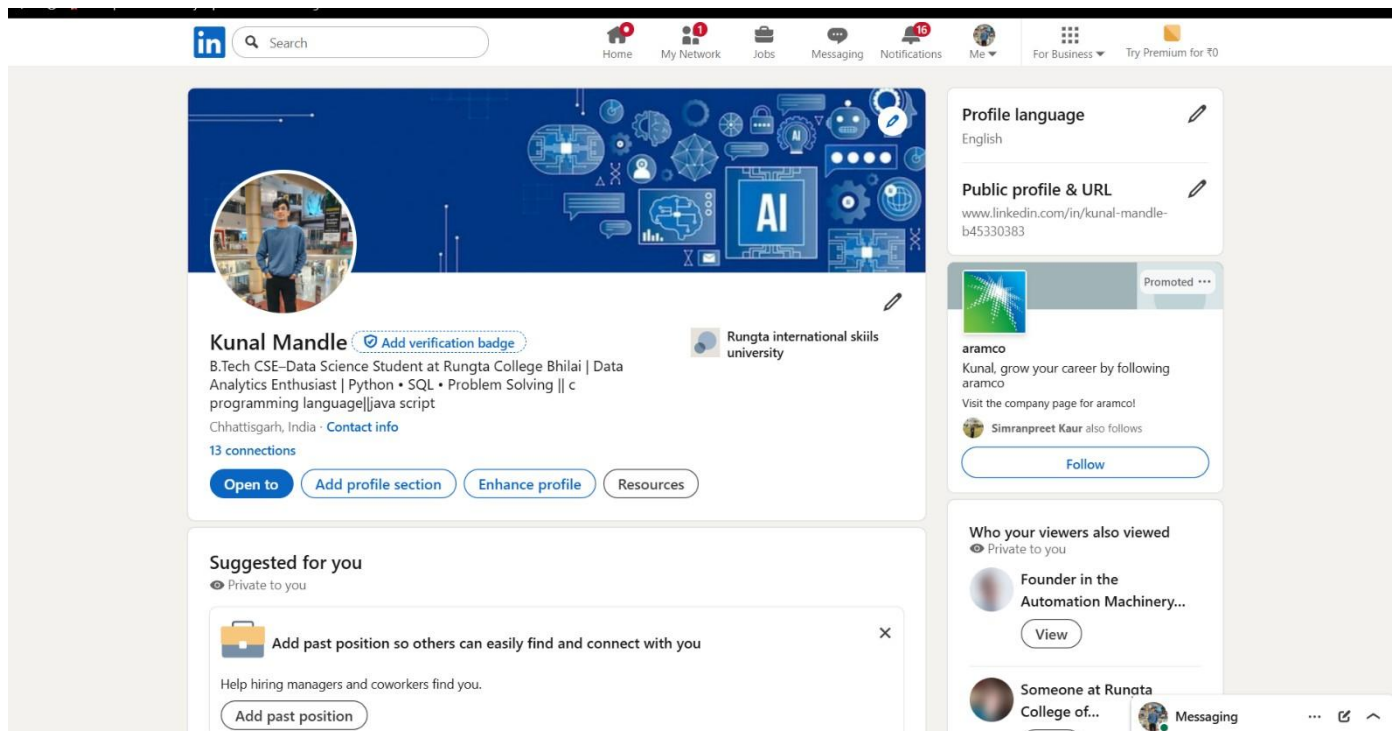 in
Search
Home
1
My Network
Jobs
Messaging
16
Notifications
Me
For Business
Try Premium for ₹0
AI
AI
Kunal Mandle
Add verification badge
B.Tech CSE–Data Science Student at Rungta College Bhilai | Data
Analytics Enthusiast | Python • SQL • Problem Solving || c
programming language||java script
Chhattisgarh, India · Contact info
13 connections
Rungta international skiils
university
Open to
Add profile section
Enhance profile
Resources
Suggested for you
Private to you
Add past position so others can easily find and connect with you
Help hiring managers and coworkers find you.
Add past position
Profile language
English
Public profile & URL
www.linkedin.com/in/kunal-mandle-
b45330383
Promoted ···
aramco
Kunal, grow your career by following
aramco
Visit the company page for aramco!
Simranpreet Kaur also follows
Follow
Who your viewers also viewed
Private to you
Founder in the
Automation Machinery...
View
Someone at Rungta
College of...
Messaging